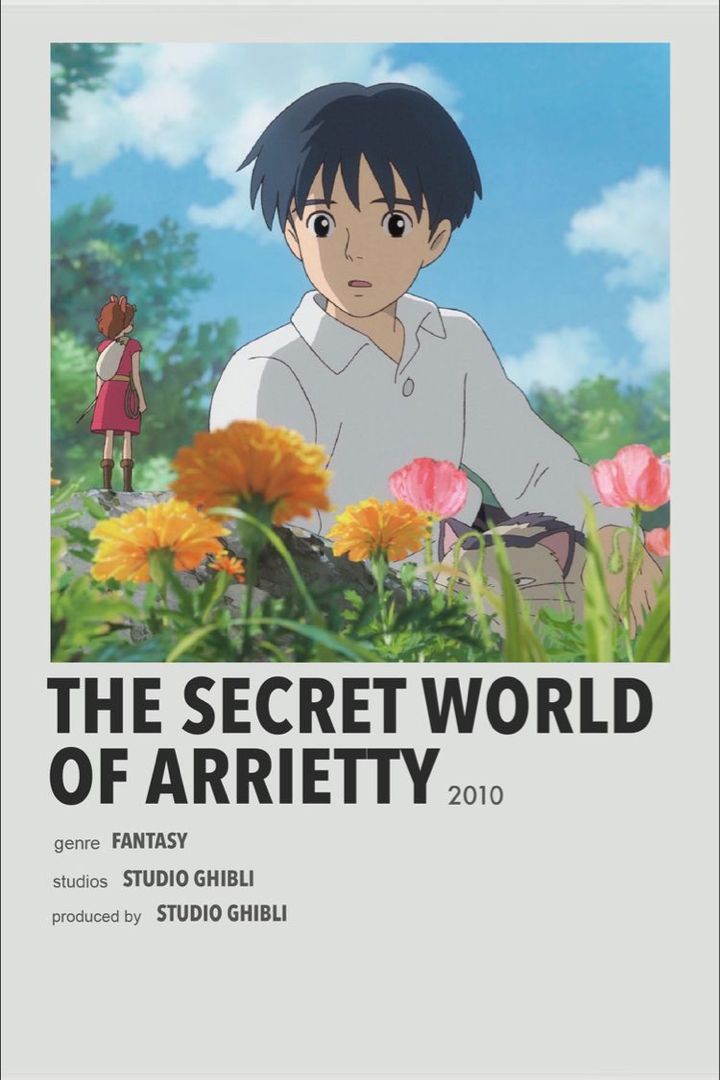 THE SECRET WORLD
OF ARRIETTY 2010
genre FANTASY
studios STUDIO GHIBLI
produced by STUDIO GHIBLI